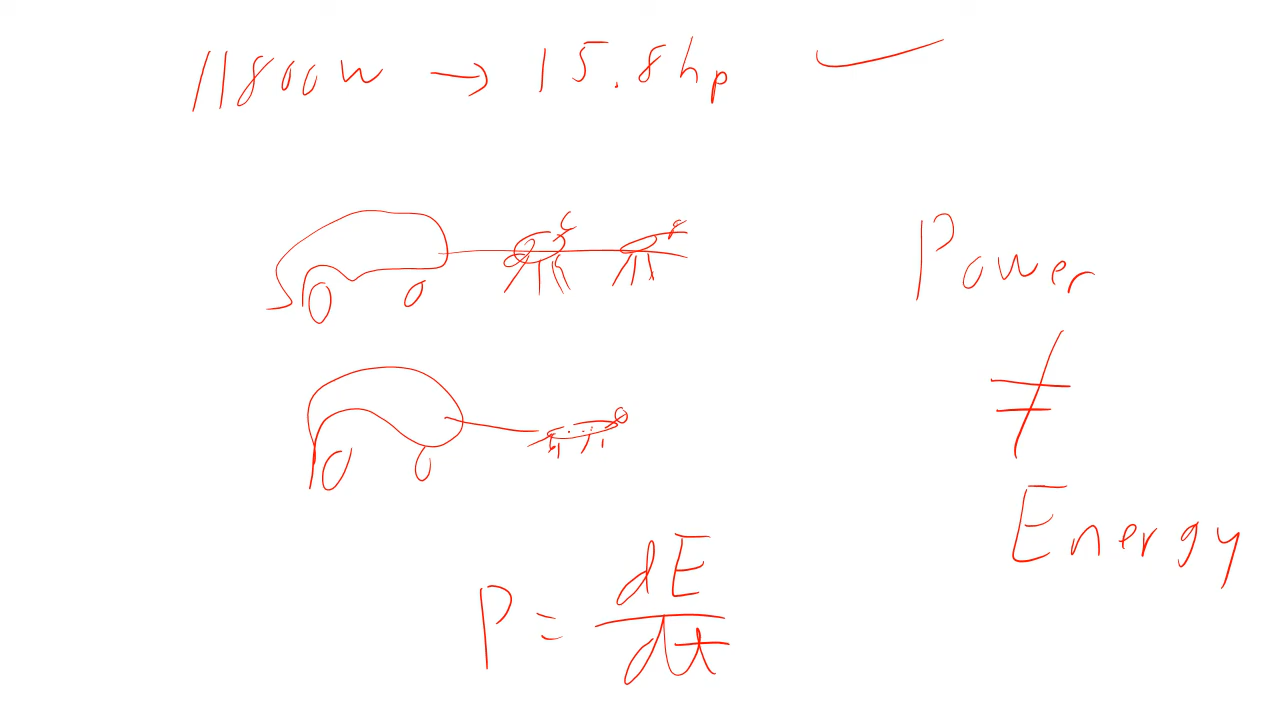 11800w → 15.8hp
Power
≠
Energy
P = dE/dt